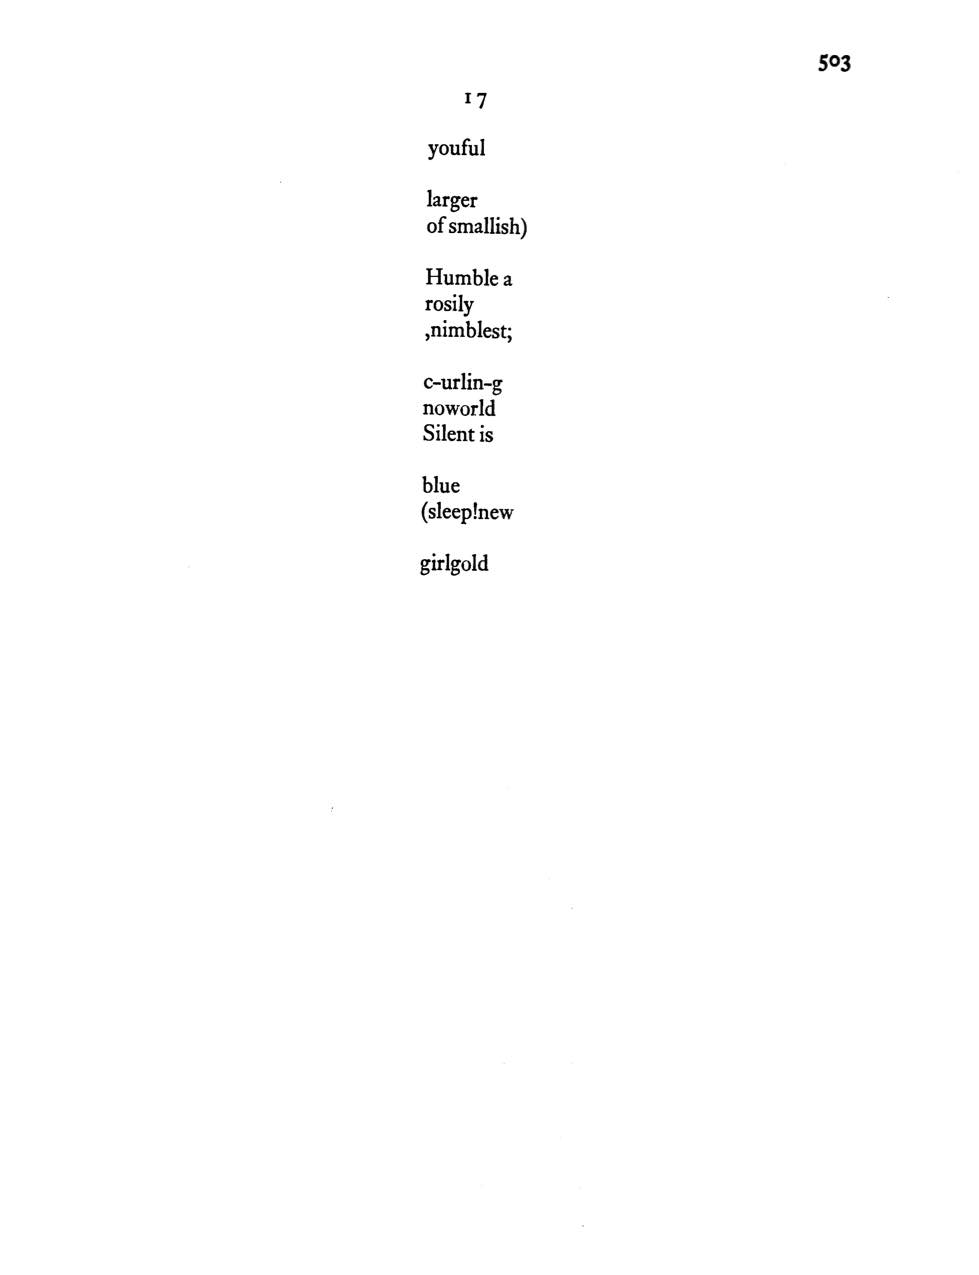 503
17
youful
larger
of smallish)
Humble a
rosily
,nimblest;
c-urlin-g
noworld
Silent is
blue
(sleep!new
girlgold